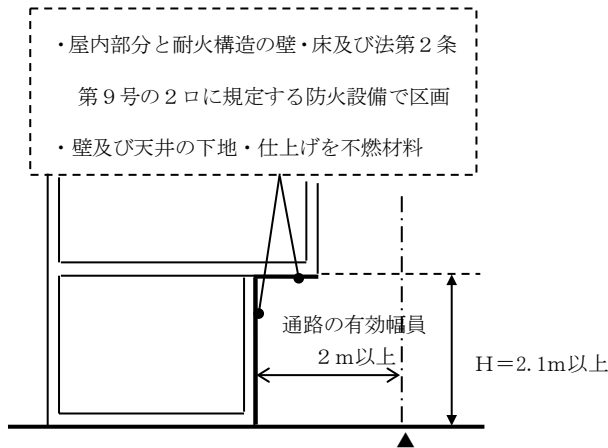 ・屋内部分と耐火構造の壁・床及び法第２条
第９号の２ロに規定する防火設備で区画
・壁及び天井の下地・仕上げを不燃材料
通路の有効幅員
２ｍ以上
H＝2.1m以上